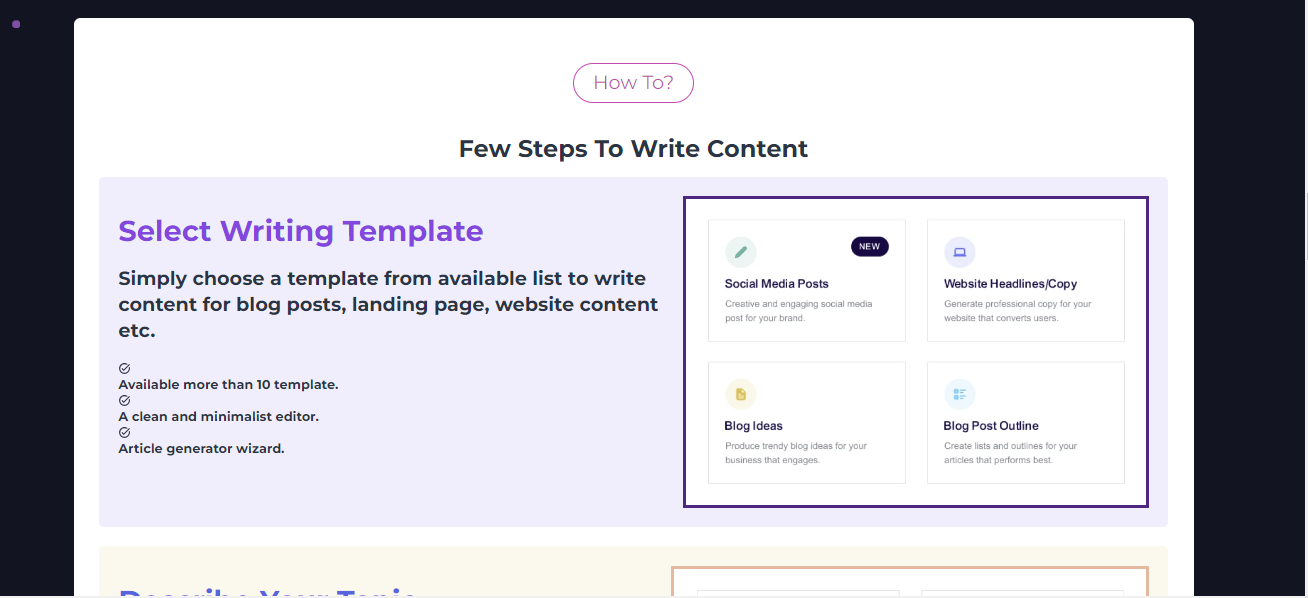 How To?
Few Steps To Write Content
Select Writing Template
Simply choose a template from available list to write
content for blog posts, landing page, website content
etc.
Available more than 10 template.
A clean and minimalist editor.
Article generator wizard.
NEW
Social Media Posts
Creative and engaging social media
post for your brand.
Website Headlines/Copy
Generate professional copy for your
website that converts users.
Blog Ideas
Produce trendy blog ideas for your
business that engages.
Blog Post Outline
Create lists and outlines for your
articles that performs best.
Describe Your Topic